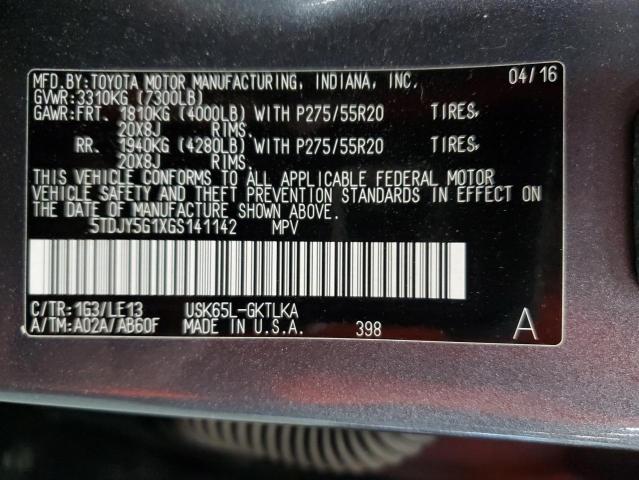 MFD.BY:TOYOTA MOTOR MANUFACTURING, INDIANA, INC. 04/16
GVWR:3310KG (7300LB)
GAWR:FRT. 1810KG (4000LB) WITH P275/55R20 TIRES,
20X8J RIMS.
RR. 1940KG (4280LB) WITH P275/55R20 TIRES,
20X8J RIMS.
THIS VEHICLE CONFORMS TO ALL APPLICABLE FEDERAL MOTOR
VEHICLE SAFETY AND THEFT PREVENTION STANDARDS IN EFFECT ON
THE DATE OF MANUFACTURE SHOWN ABOVE.
5TDJY5G1XGS141142 MPV
C/TR:1G3/LE13 USK65L-GKTLKA
A/TM:A02A/AB60F MADE IN U.S.A. 398 A